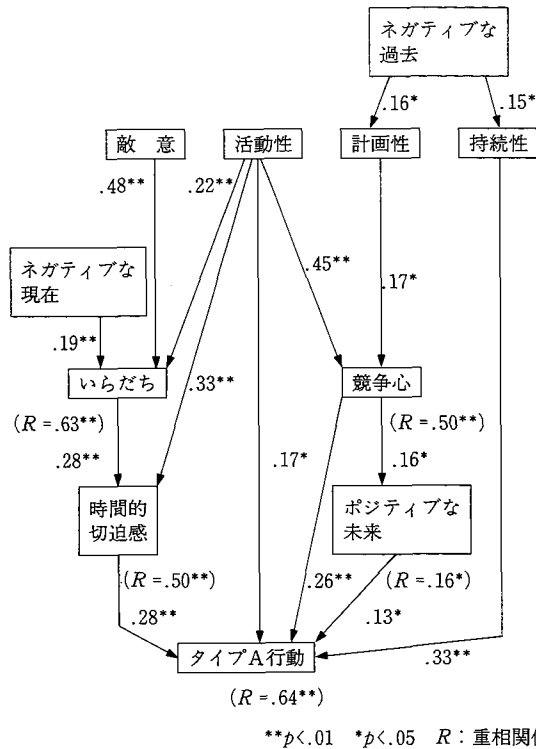 ネガティブな
過去
.16*
.15*
敵 意
活動性
計画性
持続性
.48**
.22**
.45**
.17*
ネガティブな
現在
.19**
.33**
いらだち
競争心
(R=.63**)
(R=.50**)
.28**
.17*
.16*
時間的
切迫感
ポジティブな
未来
(R=.50**)
.26**
(R=.16*)
.28**
.13*
タイプA行動
.33**
(R=.64**)
**p<.01 *p<.05 R：重相関係